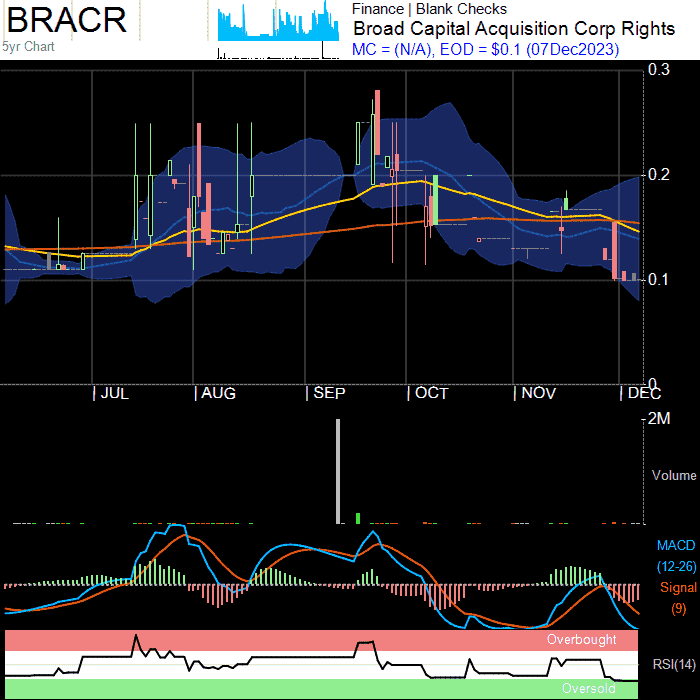 BRACR
5yr Chart
Finance | Blank Checks
Broad Capital Acquisition Corp Rights
MC = (N/A), EOD = $0.1 (07Dec2023)
0.3
0.2
0.1
0
| JUL | AUG | SEP | OCT | NOV | DEC
2M
Volume
MACD
(12-26)
Signal
(9)
Overbought
RSI(14)
Oversold